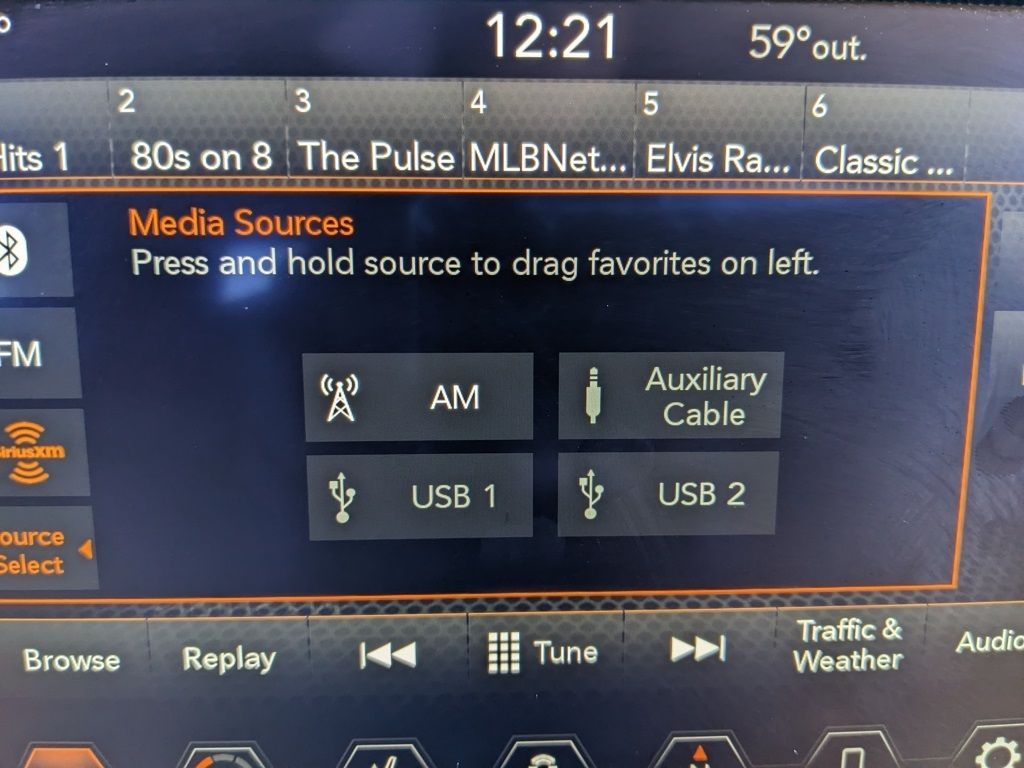 12:21
59°out.
2
3
4
5
6
Hits 1
80s on 8
The Pulse
MLBNet...
Elvis Ra...
Classic ...
Media Sources
Press and hold source to drag favorites on left.
FM
AM
Auxiliary
Cable
siriusxm
USB 1
USB 2
ource
Select
Browse
Replay
Tune
Traffic &
Weather
Audio